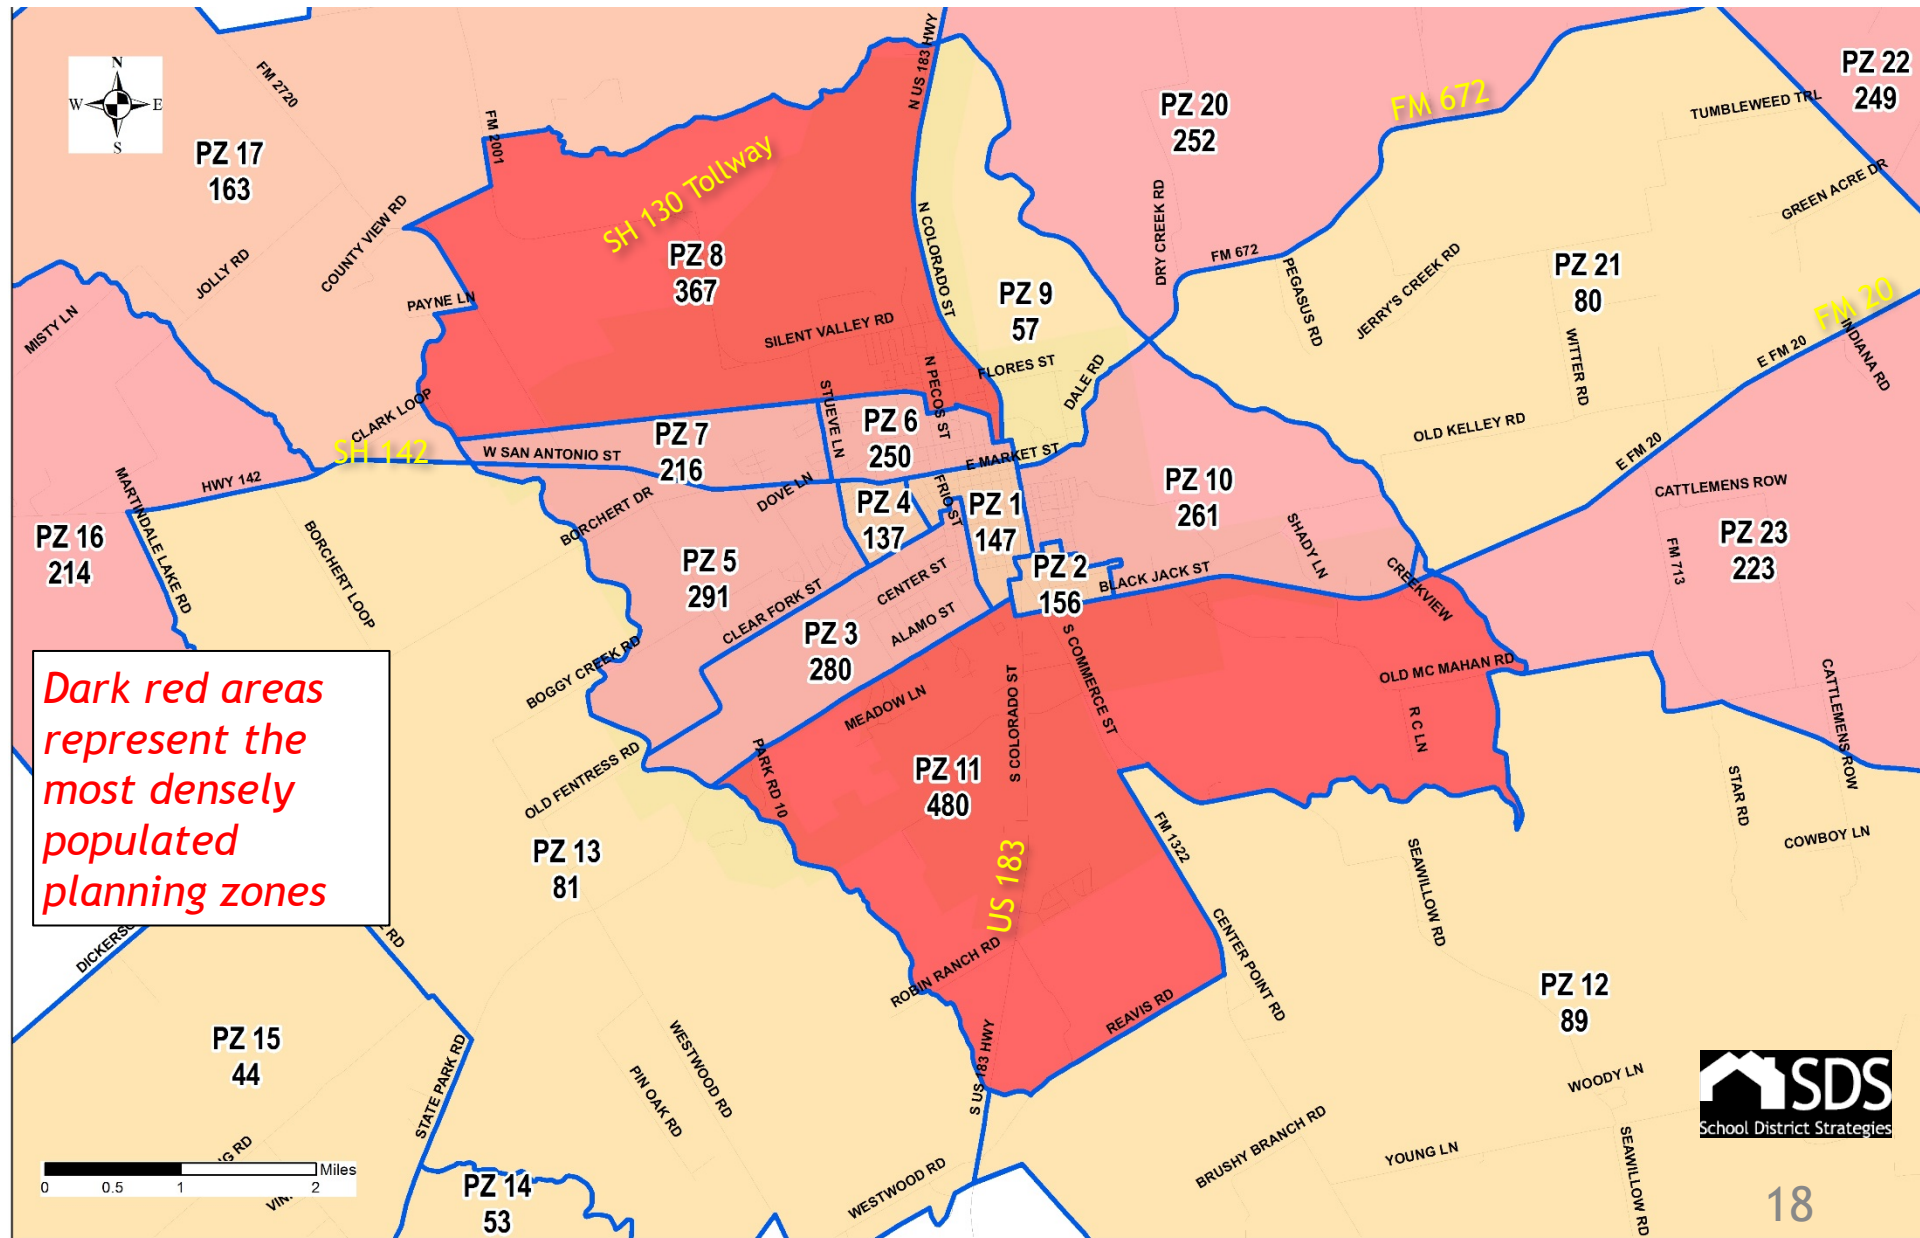 N
W
E
S
FM 2720
FM 2001
N US 183 HWY
PZ 20
252
FM 672
PZ 22
249
TUMBLEWEED TRL
PZ 17
163
SH 130 Tollway
GREEN ACRE DR
DRY CREEK RD
COUNTY VIEW RD
JOLLY RD
N COLORADO ST
FM 672
PEGASUS RD
JERRY'S CREEK RD
PZ 21
80
PZ 8
367
PZ 9
57
FM 20
MISTY LN
PAYNE LN
SILENT VALLEY RD
E FM 20
INDIANA RD
WITTER RD
FLORES ST
DALE RD
N PECOS ST
STUEVE LN
CLARK LOOP
SH 142
PZ 7
216
PZ 6
250
OLD KELLEY RD
W SAN ANTONIO ST
E MARKET ST
E FM 20
HWY 142
MARTINDALE LAKE RD
DOVE LN
BORCHERT DR
PZ 4
137
FRIO ST
PZ 1
147
PZ 10
261
CATTLEMENS ROW
PZ 16
214
BORCHERT LOOP
SHADY LN
PZ 23
223
FM 713
PZ 5
291
CENTER ST
PZ 2
156
BLACK JACK ST
CREEKVIEW
CLEAR FORK ST
ALAMO ST
PZ 3
280
BOGGY CREEK RD
S COMMERCE ST
OLD MC MAHAN RD
CATTLEMENS ROW
Dark red areas
represent the
most densely
populated
planning zones
MEADOW LN
S COLORADO ST
R C LN
OLD FENTRESS RD
PARK RD 10
PZ 11
480
STAR RD
FM 1322
COWBOY LN
PZ 13
81
US 183
SEAWILLOW RD
RD
CENTER POINT RD
ROBIN RANCH RD
PZ 12
89
REAVIS RD
PZ 15
44
WESTWOOD RD
STATE PARK RD
PIN OAK RD
S US 183 HWY
WOODY LN
SDS
School District Strategies
BRUSHY BRANCH RD
YOUNG LN
SEAWILLOW RD
RD
Miles
0 0.5 1 2
PZ 14
53
WESTWOOD RD
18